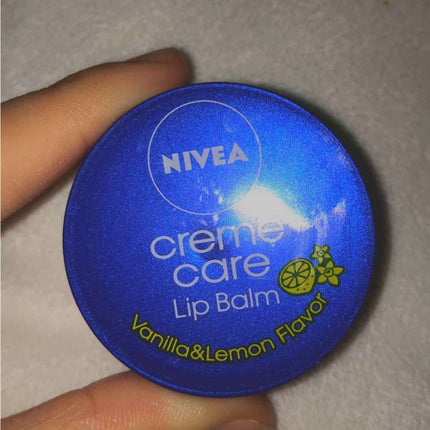 NIVEA
creme
care
Lip Balm
Vanilla&Lemon Flavor